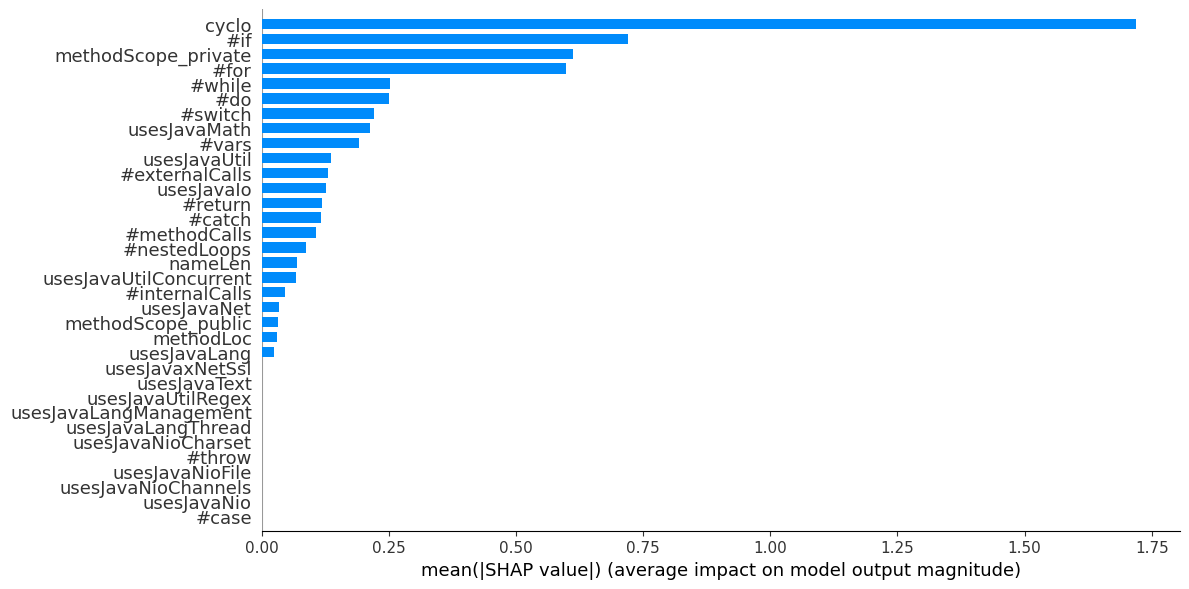 cyclo
#if
methodScope_private
#for
#while
#do
#switch
usesJavaMath
#vars
usesJavaUtil
#externalCalls
usesJavaIo
#return
#catch
#methodCalls
#nestedLoops
nameLen
usesJavaUtilConcurrent
#internalCalls
usesJavaNet
methodScope_public
methodLoc
usesJavaLang
usesJavaxNetSsl
usesJavaText
usesJavaUtilRegex
usesJavaLangManagement
usesJavaLangThread
usesJavaNioCharset
#throw
usesJavaNioFile
usesJavaNioChannels
usesJavaNio
#case
0.00 0.25 0.50 0.75 1.00 1.25 1.50 1.75
mean(|SHAP value|) (average impact on model output magnitude)